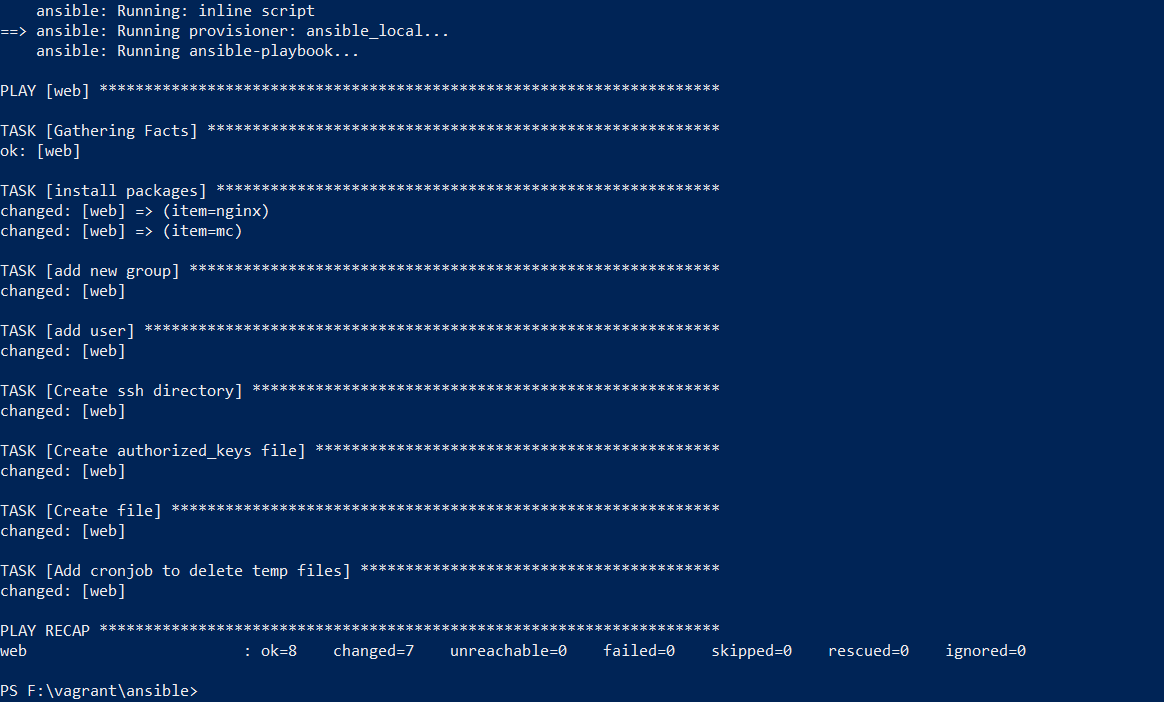 ansible: Running: inline script
==> ansible: Running provisioner: ansible_local...
ansible: Running ansible-playbook...
PLAY [web] *********************************************************************
TASK [Gathering Facts] *********************************************************
ok: [web]
TASK [install packages] ********************************************************
changed: [web] => (item=nginx)
changed: [web] => (item=mc)
TASK [add new group] ***********************************************************
changed: [web]
TASK [add user] ****************************************************************
changed: [web]
TASK [Create ssh directory] ****************************************************
changed: [web]
TASK [Create authorized_keys file] *********************************************
changed: [web]
TASK [Create file] *************************************************************
changed: [web]
TASK [Add cronjob to delete temp files] ****************************************
changed: [web]
PLAY RECAP *********************************************************************
web                        : ok=8    changed=7    unreachable=0    failed=0    skipped=0    rescued=0    ignored=0
PS F:\vagrant\ansible>